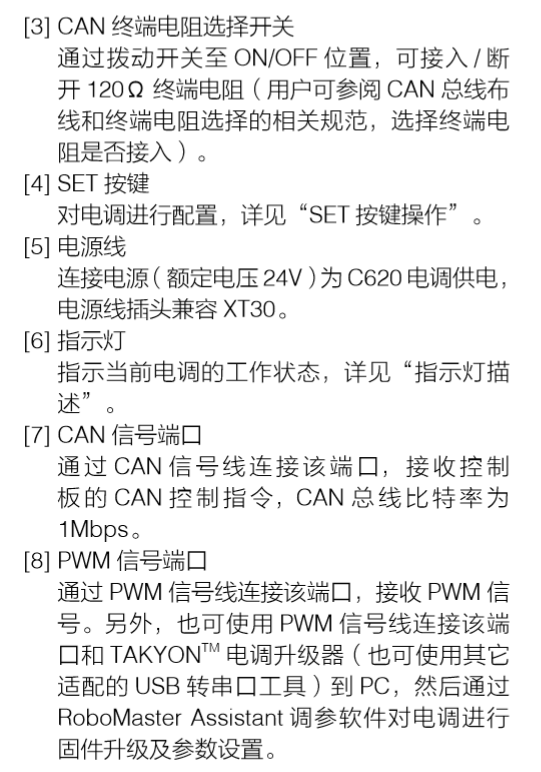 [3] CAN 终端电阻选择开关
通过拨动开关至 ON/OFF 位置，可接入 / 断
开 120Ω 终端电阻（用户可参阅 CAN 总线布
线和终端电阻选择的相关规范，选择终端电
阻是否接入）。
[4] SET 按键
对电调进行配置，详见“SET 按键操作”。
[5] 电源线
连接电源（额定电压 24V）为 C620 电调供电，
电源线插头兼容 XT30。
[6] 指示灯
指示当前电调的工作状态，详见“指示灯描
述”。
[7] CAN 信号端口
通过 CAN 信号线连接该端口，接收控制
板的 CAN 控制指令，CAN 总线比特率为
1Mbps。
[8] PWM 信号端口
通过 PWM 信号线连接该端口，接收 PWM 信
号。另外，也可使用 PWM 信号线连接该端
口和 TAKYON™ 电调升级器（也可使用其它
适配的 USB 转串口工具）到 PC，然后通过
RoboMaster Assistant 调参软件对电调进行
固件升级及参数设置。